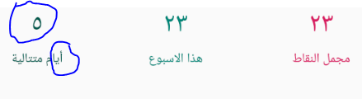 ٢٣ ٢٣ ٥
مجمل النقاط هذا الاسبوع أيام متتالية